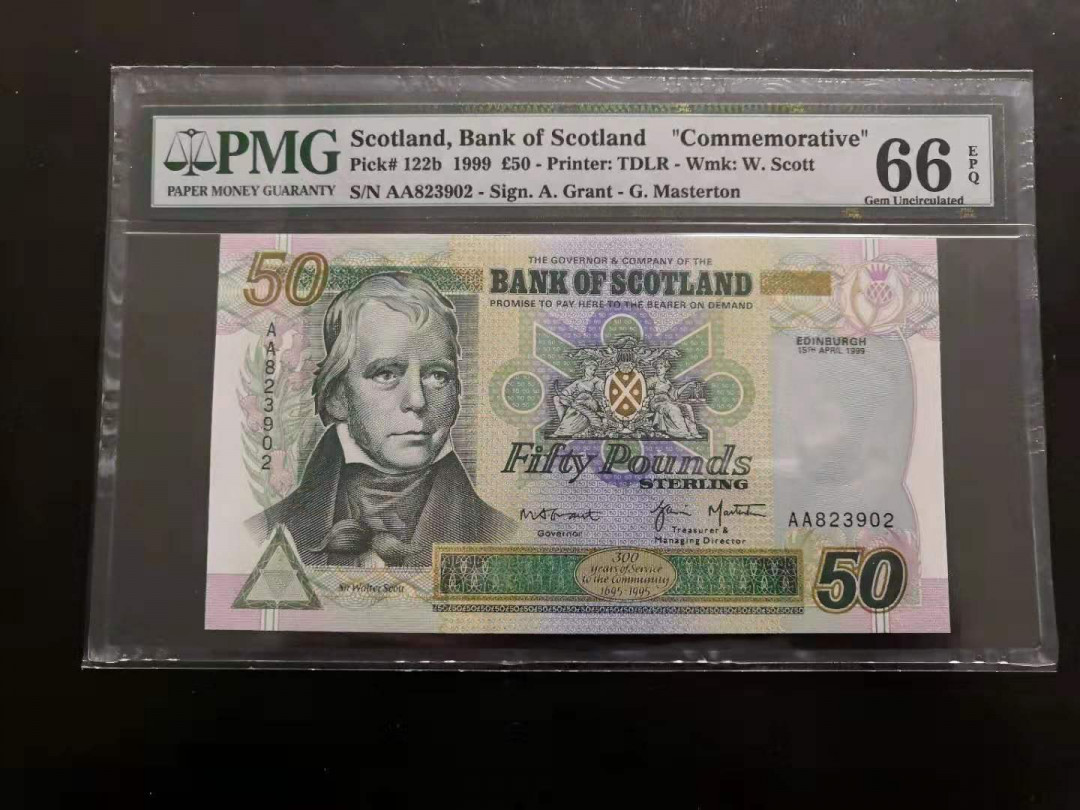 PMG
PAPER MONEY GUARANTY
Scotland, Bank of Scotland "Commemorative"
Pick# 122b 1999 £50 - Printer: TDLR - Wmk: W. Scott
S/N AA823902 - Sign. A. Grant - G. Masterton
66
EPQ
Gem Uncirculated
50
THE GOVERNOR & COMPANY OF THE
BANK OF SCOTLAND
PROMISE TO PAY HERE TO THE BEARER ON DEMAND
AA823902
EDINBURGH
15TH APRIL 1999
Fifty Pounds
STERLING
Governor
Treasurer &
Managing Director
AA823902
Sir Walter Scott
300
years of Service
to the Community
1695-1995
50